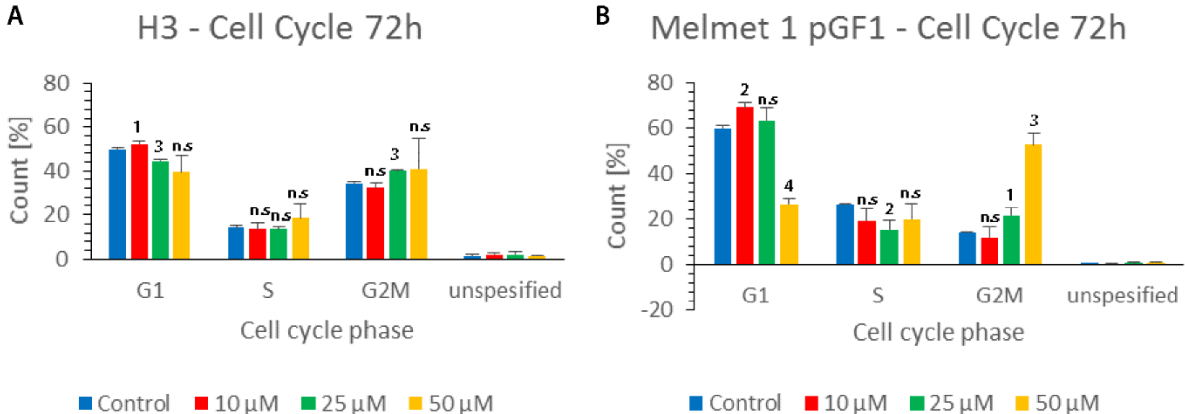 A
H3 - Cell Cycle 72h
80
60
40
20
0
Count [%]
1
3
n.s
n.s
n.s
n.s
n.s
3
n.s
G1
S
G2M
unspesified
Cell cycle phase
Control
10 µM
25 µM
50 µM
B
Melmet 1 pGF1 - Cell Cycle 72h
80
60
40
20
0
-20
Count [%]
2
n.s
4
n.s
2
n.s
n.s
1
3
G1
S
G2M
unspesified
Cell cycle phase
Control
10 µM
25 µM
50 µM